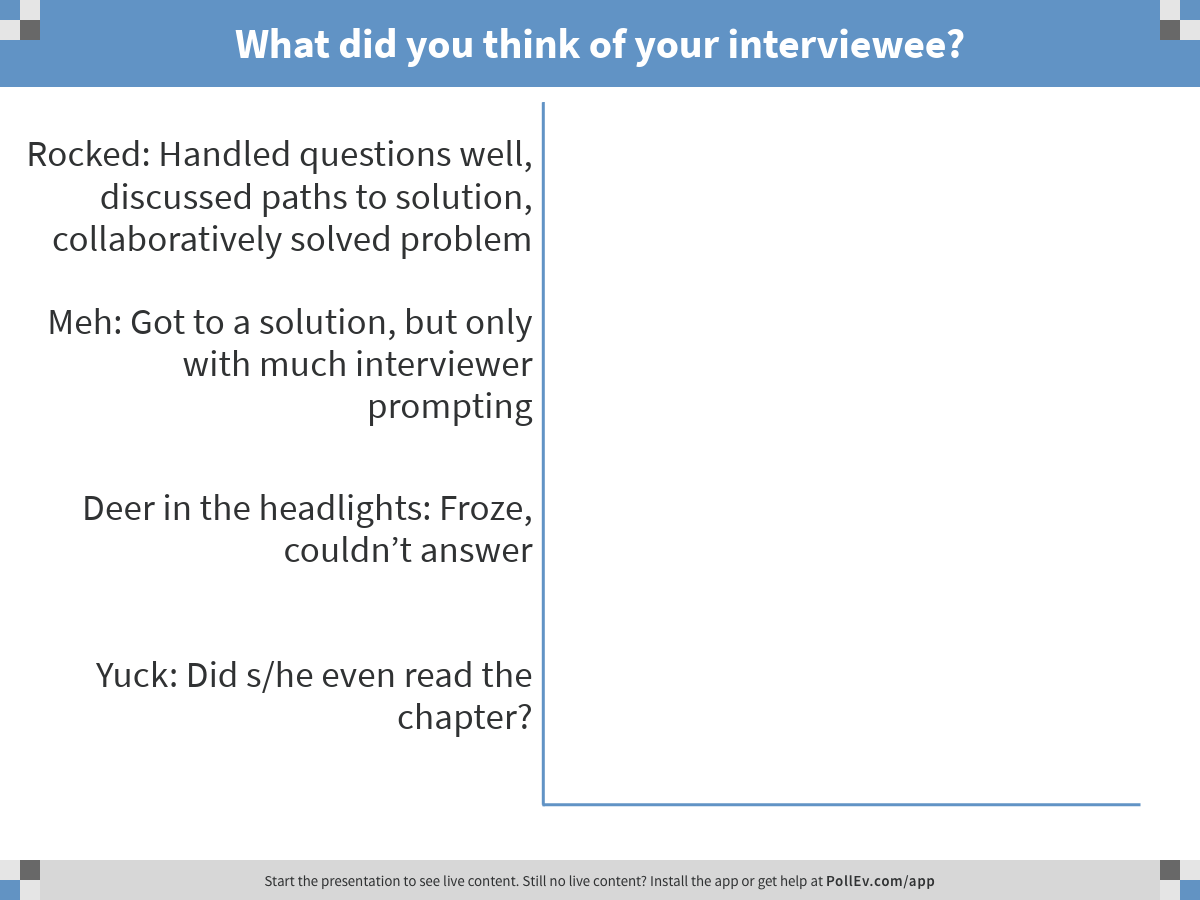 What did you think of your interviewee?
Rocked: Handled questions well,
discussed paths to solution,
collaboratively solved problem
Meh: Got to a solution, but only
with much interviewer
prompting
Deer in the headlights: Froze,
couldn’t answer
Yuck: Did s/he even read the
chapter?
Start the presentation to see live content. Still no live content? Install the app or get help at PollEv.com/app